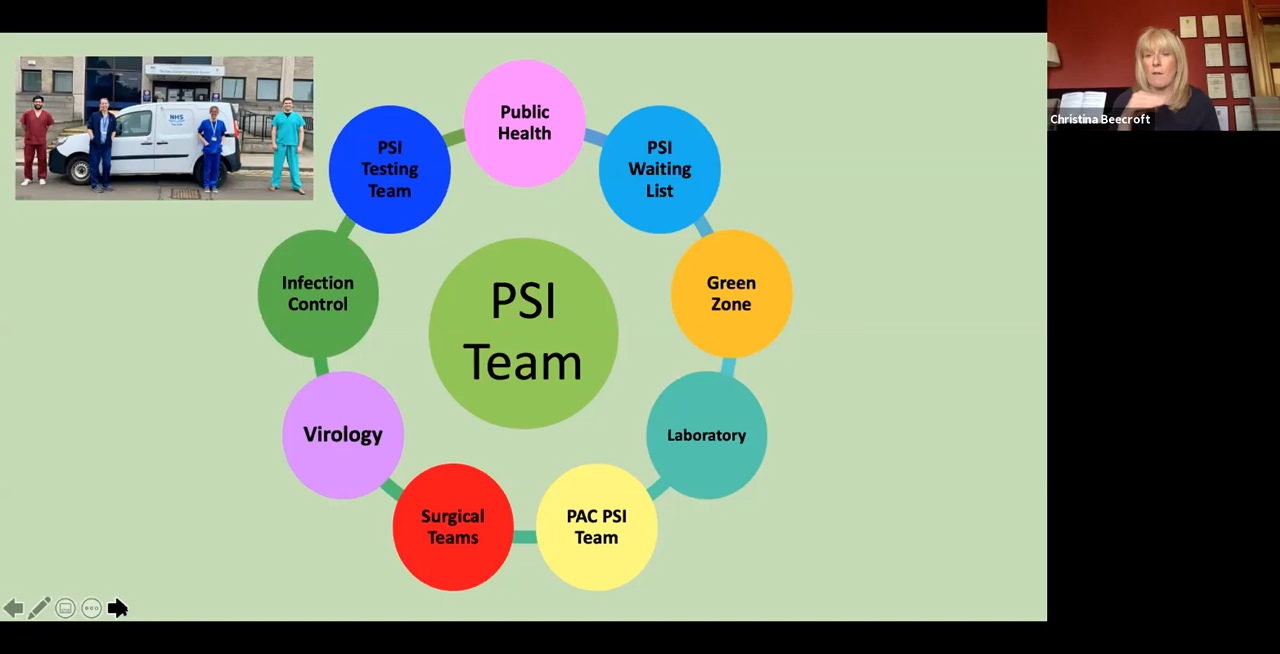 NHS
Public
Health
PSI
Testing
Team
PSI
Waiting
List
Infection
Control
Green
Zone
PSI
Team
Virology
Laboratory
Surgical
Teams
PAC PSI
Team
Christina Beecroft